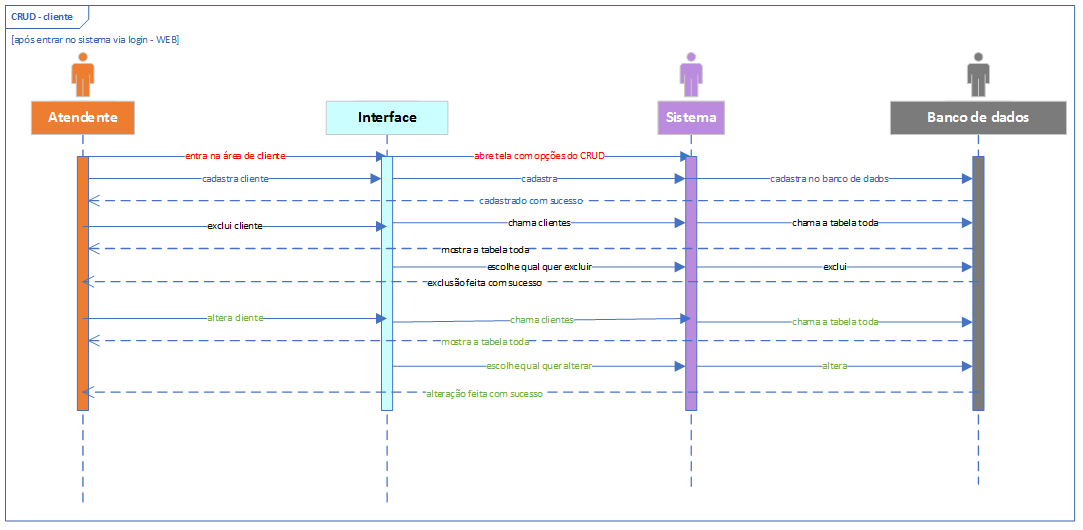 CRUD - cliente
[após entrar no sistema via login - WEB]
Atendente
Interface
Sistema
Banco de dados
entra na área de cliente
abre tela com opções do CRUD
cadastra cliente
cadastra
cadastra no banco de dados
cadastrado com sucesso
exclui cliente
chama clientes
chama a tabela toda
mostra a tabela toda
escolhe qual quer excluir
exclui
exclusão feita com sucesso
altera cliente
chama clientes
chama a tabela toda
mostra a tabela toda
escolhe qual quer alterar
altera
alteração feita com sucesso